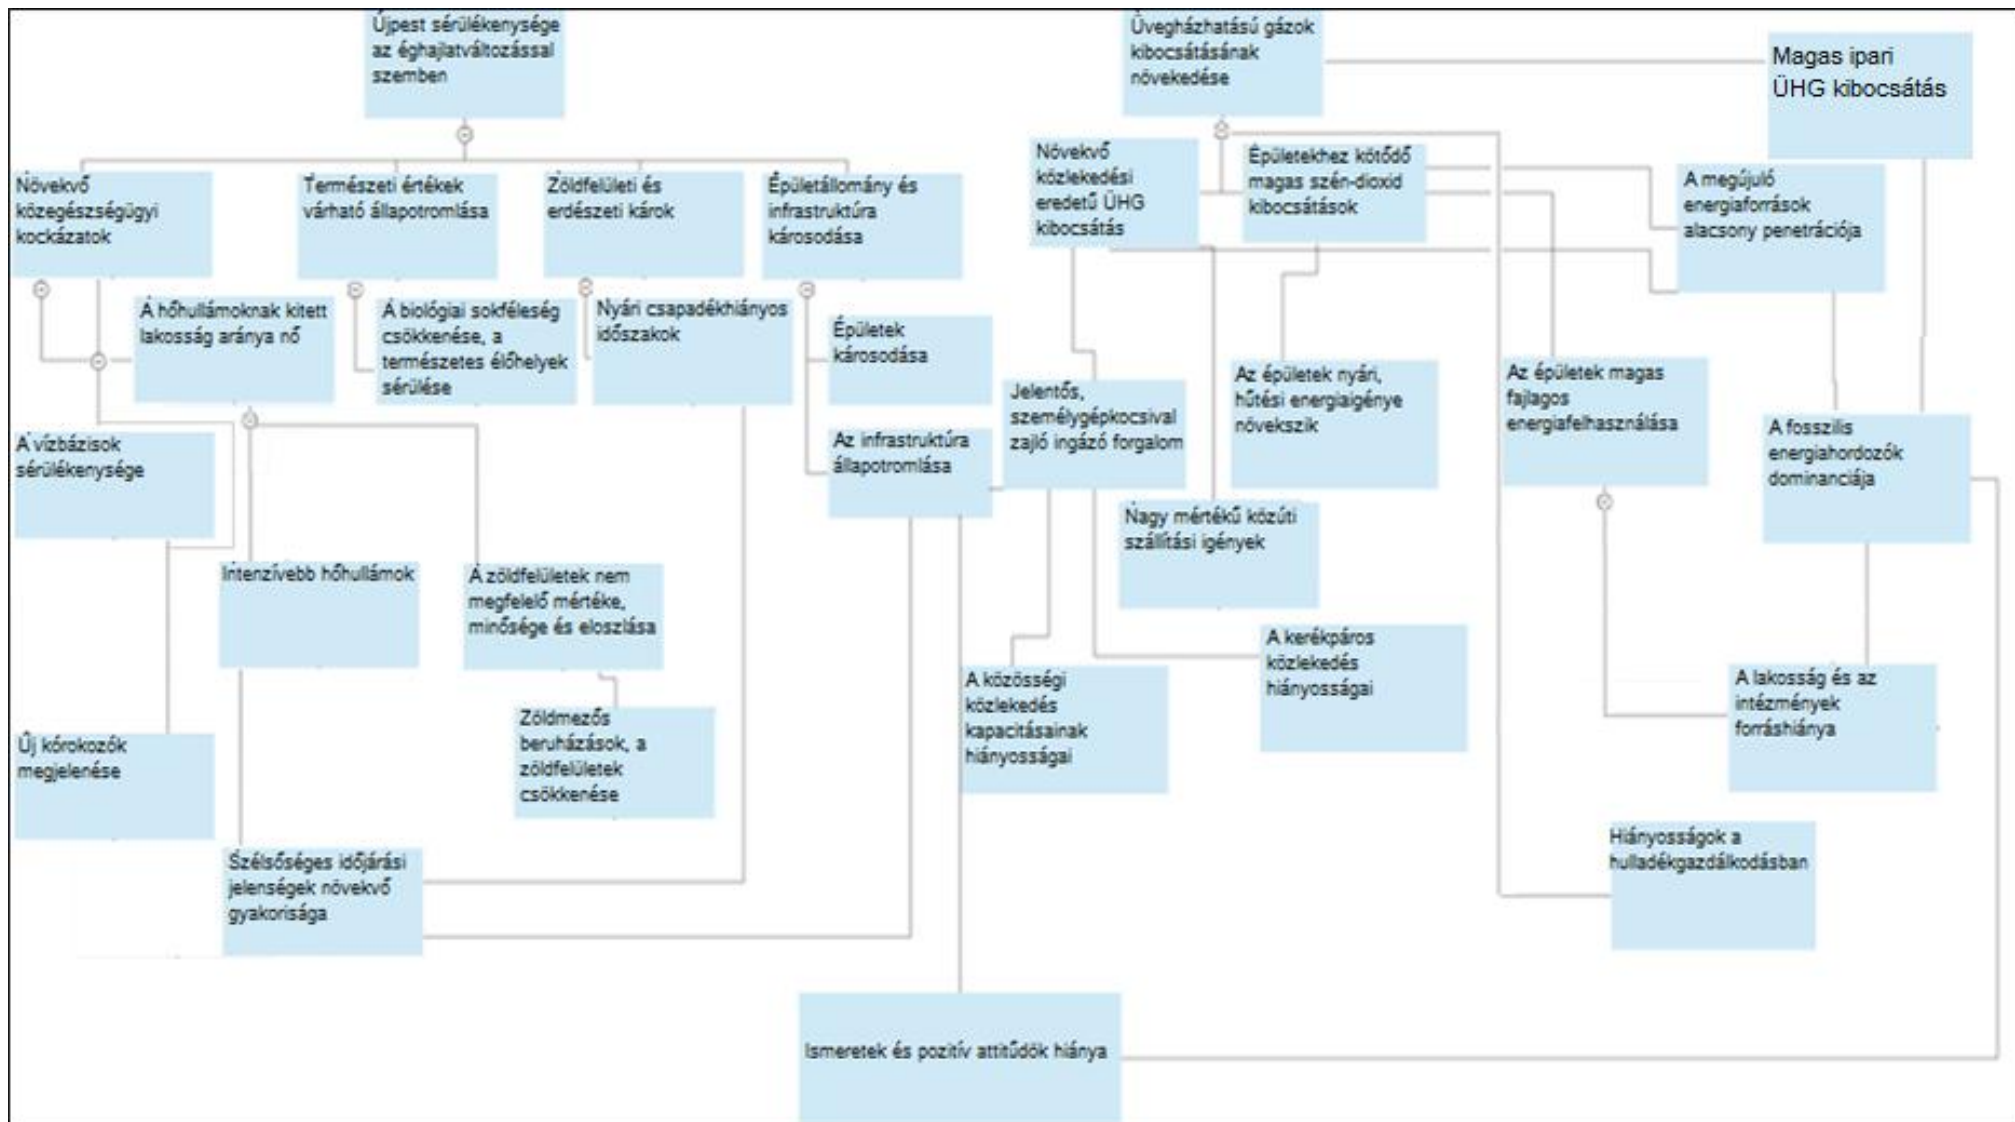 Újpest sérülékenysége
az éghajlatváltozással
szemben
Üvegházhatású gázok
kibocsátásának
növekedése
Magas ipari
ÜHG kibocsátás
Növekvő
közegészségügyi
kockázatok
Természeti értékek
várható állapotromlása
Zöldfelületi és
erdészeti károk
Épületállomány és
infrastruktúra
károsodása
Növekvő
közlekedési
eredetű ÜHG
kibocsátás
Épületekhez kötődő
magas szén-dioxid
kibocsátások
A megújuló
energiaforrások
alacsony penetrációja
A hőhullámoknak kitett
lakosság aránya nő
A biológiai sokféleség
csökkenése, a
természetes élőhelyek
sérülése
Nyári csapadékhiányos
időszakok
Épületek
károsodása
Jelentős,
személygépkocsival
zajló ingázó forgalom
Az épületek nyári,
hűtési energiaigénye
növekszik
Az épületek magas
fajlagos
energiafelhasználása
A fosszilis
energiahordozók
dominanciája
A vízbázisok
sérülékenysége
Az infrastruktúra
állapotromlása
Nagy mértékű közúti
szállítási igények
Intenzívebb hőhullámok
A zöldfelületek nem
megfelelő mértéke,
minősége és eloszlása
A kerékpáros
közlekedés
hiányosságai
A közösségi
közlekedés
kapacitásainak
hiányosságai
A lakosság és az
intézmények
forráshiánya
Új kórokozók
megjelenése
Zöldmezős
beruházások, a
zöldfelületek
csökkenése
Hiányosságok a
hulladékgazdálkodásban
Szélsőséges időjárási
jelenségek növekvő
gyakorisága
Ismeretek és pozitív attitűdök hiánya